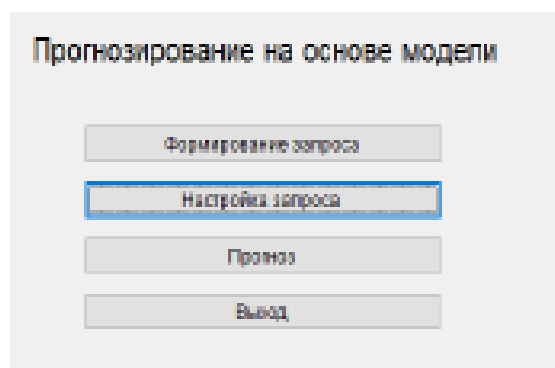 Прогнозирование на основе модели
Формирование запроса
Настройка запроса
Прогноз
Выход